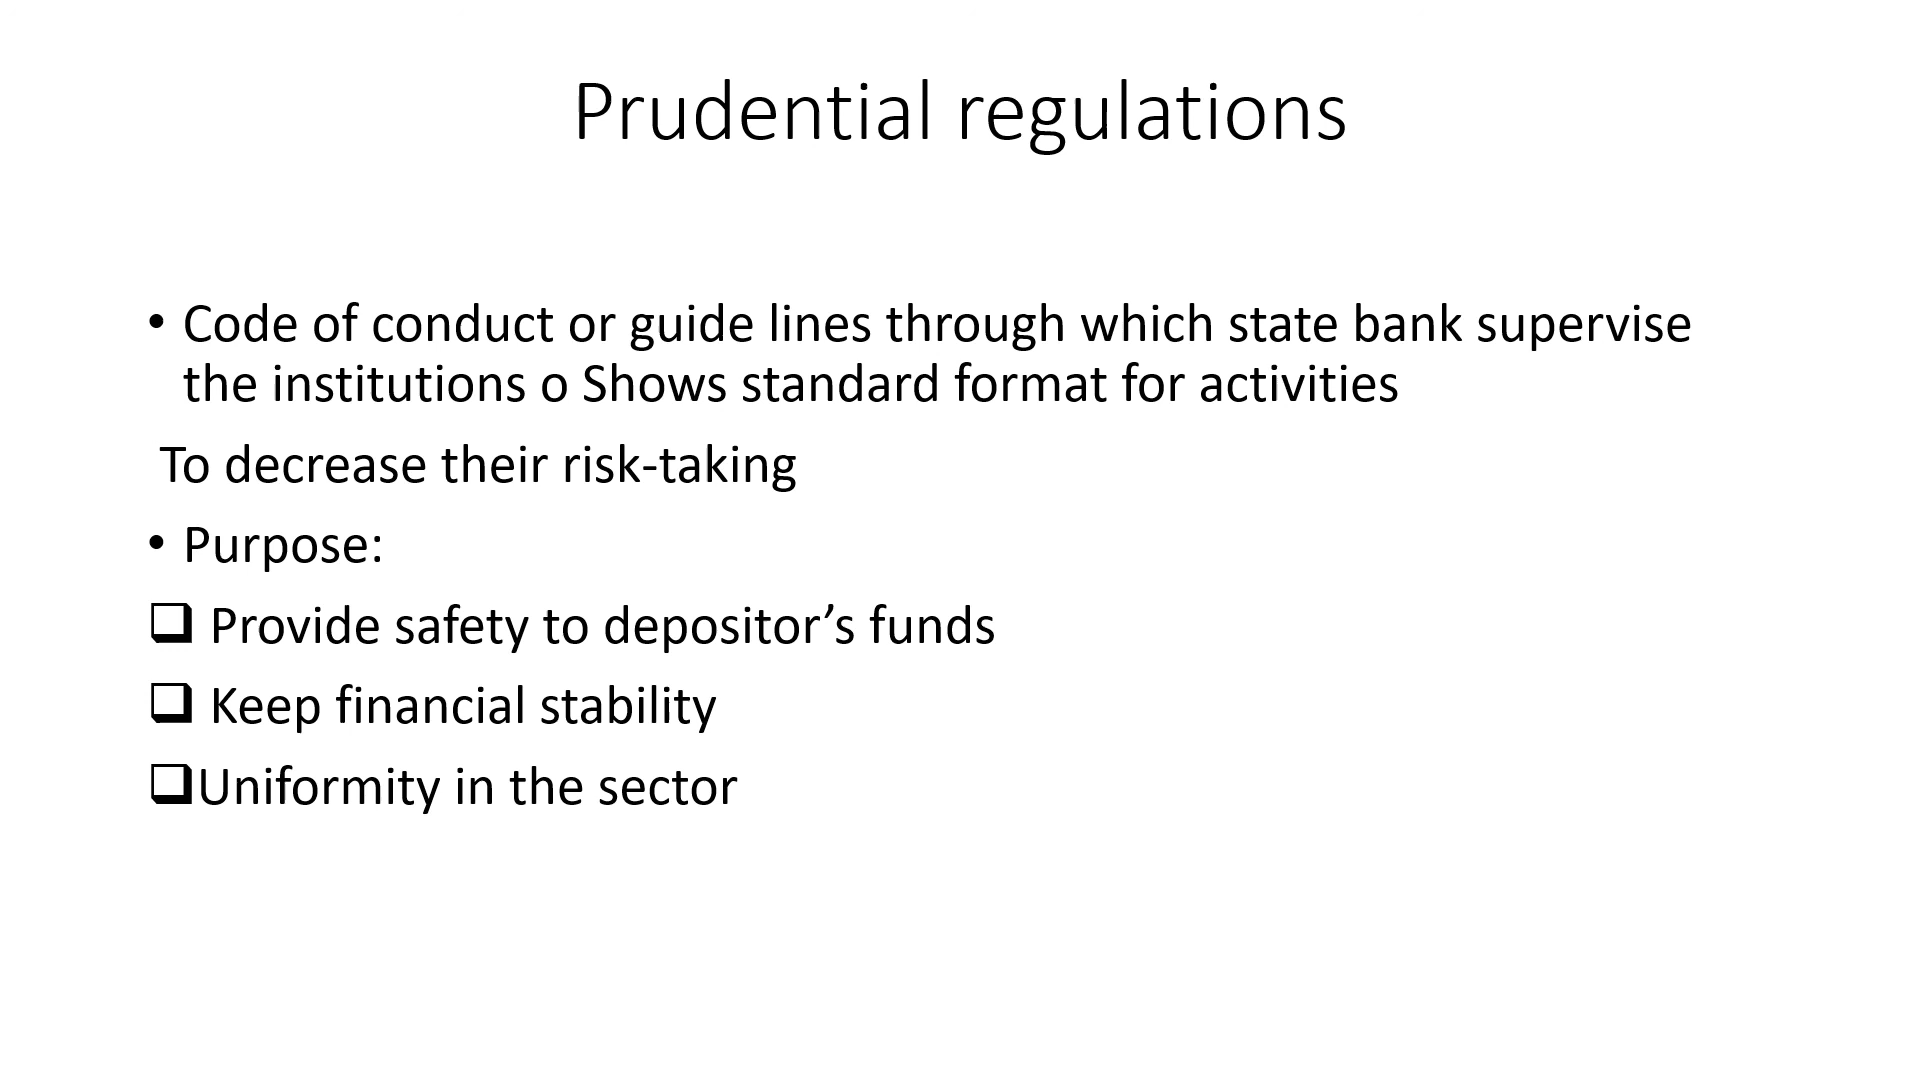 Prudential regulations
• Code of conduct or guide lines through which state bank supervise
the institutions o Shows standard format for activities
To decrease their risk-taking
• Purpose:
❑ Provide safety to depositor’s funds
❑ Keep financial stability
❑Uniformity in the sector